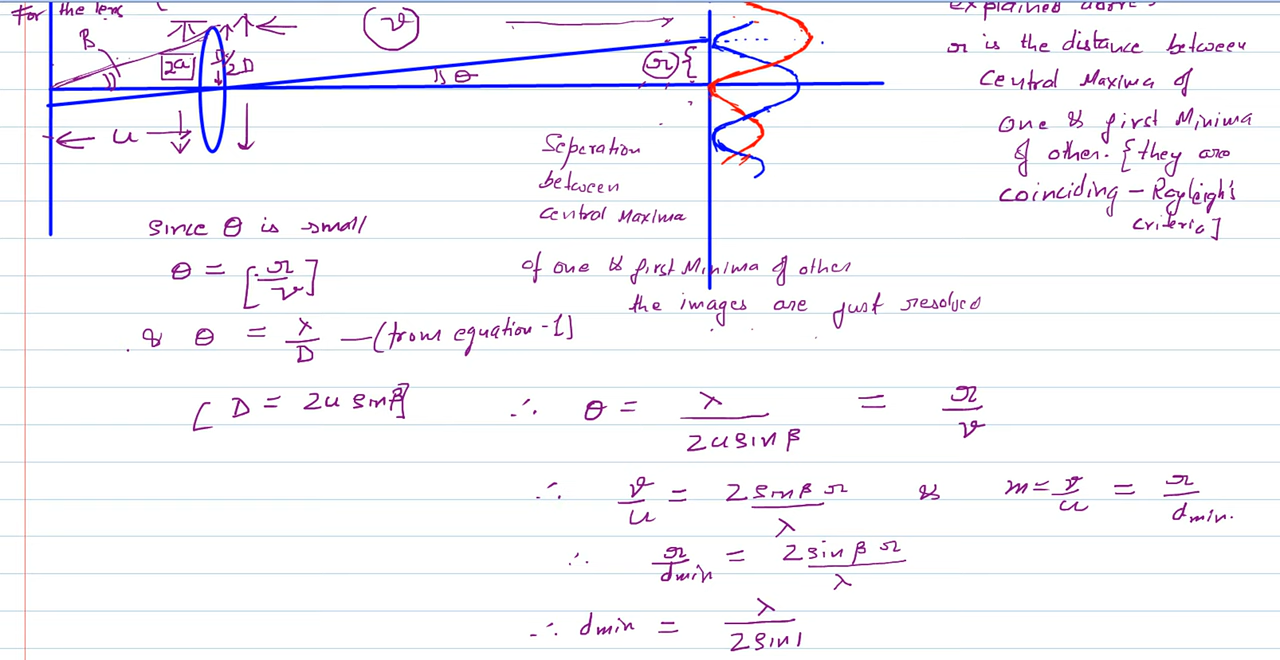 For the lens (
B
2a
2D
v
r {
θ
← u →
explained above.
r is the distance between
Central Maxima of
one & first Minima
of other. {they are
coinciding - Rayleigh's
criteria]
Seperation
between
central Maxima
of one & first Minima of other
the images are just resolved
Since θ is small
θ = [r/v]
& θ = λ/D — (from equation-1]
[ D = 2u sinβ]
∴ θ = λ/2usinβ = r/v
∴ v/u = 2sinβ r/λ & m = v/u = r/dmin.
∴ r/dmin = 2sinβ r/λ
∴ dmin = λ/2sin